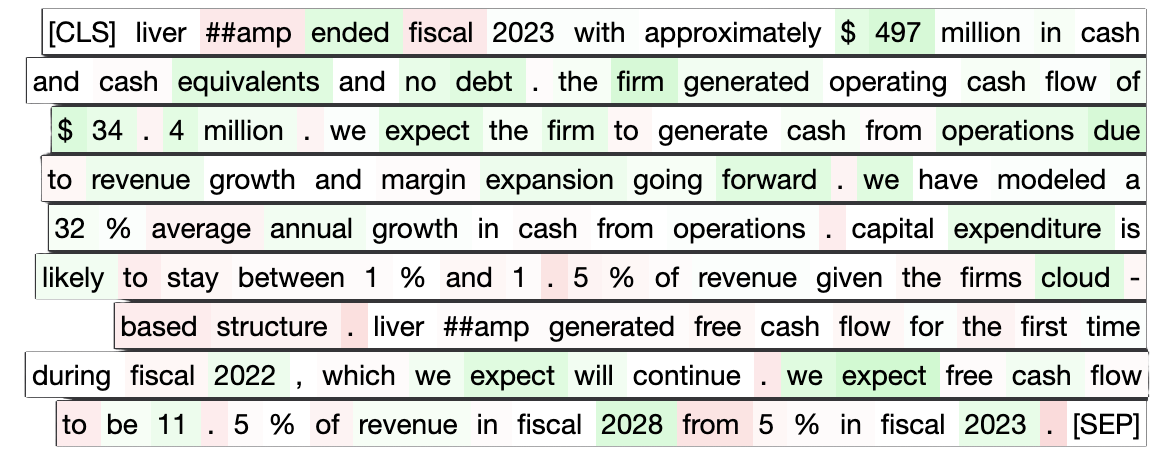 [CLS] liver ##amp ended fiscal 2023 with approximately $ 497 million in cash
and cash equivalents and no debt . the firm generated operating cash flow of
$ 34 . 4 million . we expect the firm to generate cash from operations due
to revenue growth and margin expansion going forward . we have modeled a
32 % average annual growth in cash from operations . capital expenditure is
likely to stay between 1 % and 1 . 5 % of revenue given the firms cloud -
based structure . liver ##amp generated free cash flow for the first time
during fiscal 2022 , which we expect will continue . we expect free cash flow
to be 11 . 5 % of revenue in fiscal 2028 from 5 % in fiscal 2023 . [SEP]